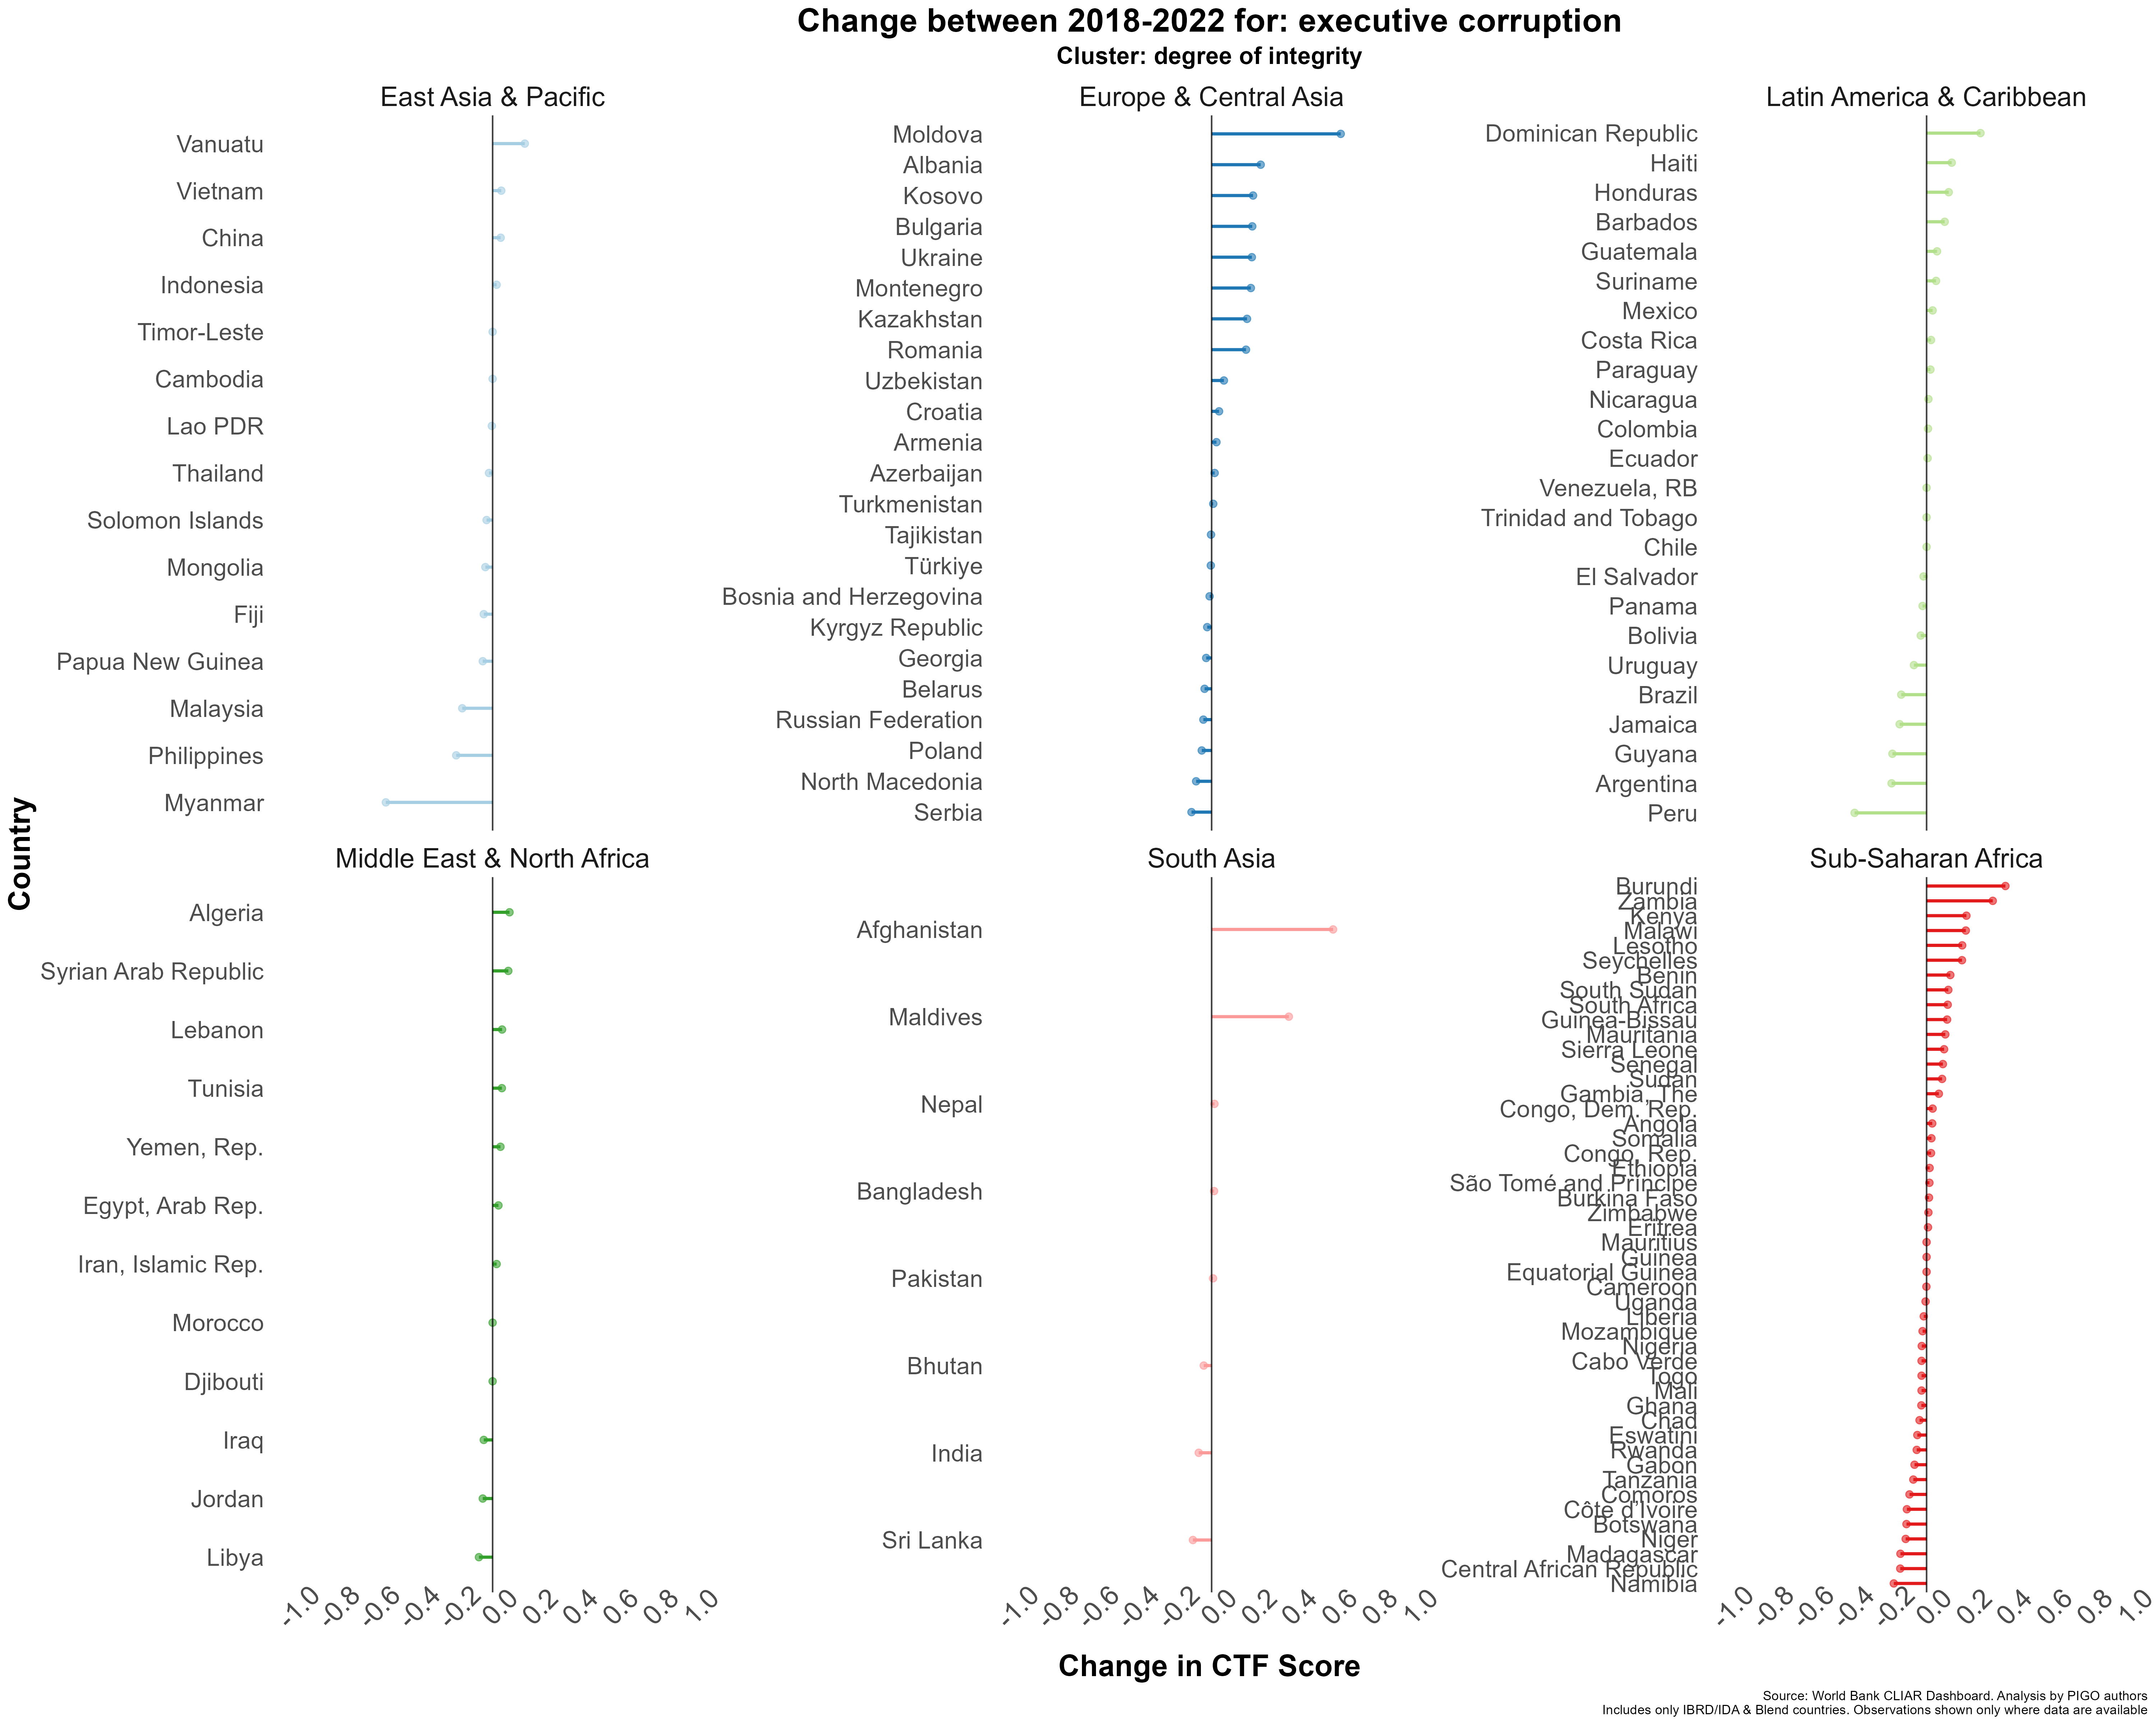 Change between 2018-2022 for: executive corruption
Cluster: degree of integrity
East Asia & Pacific
Vanuatu
Vietnam
China
Indonesia
Timor-Leste
Cambodia
Lao PDR
Thailand
Solomon Islands
Mongolia
Fiji
Papua New Guinea
Malaysia
Philippines
Myanmar
Europe & Central Asia
Moldova
Albania
Kosovo
Bulgaria
Ukraine
Montenegro
Kazakhstan
Romania
Uzbekistan
Croatia
Armenia
Azerbaijan
Turkmenistan
Tajikistan
Türkiye
Bosnia and Herzegovina
Kyrgyz Republic
Georgia
Belarus
Russian Federation
Poland
North Macedonia
Serbia
Latin America & Caribbean
Dominican Republic
Haiti
Honduras
Barbados
Guatemala
Suriname
Mexico
Costa Rica
Paraguay
Nicaragua
Colombia
Ecuador
Venezuela, RB
Trinidad and Tobago
Chile
El Salvador
Panama
Bolivia
Uruguay
Brazil
Jamaica
Guyana
Argentina
Peru
Country
Middle East & North Africa
Algeria
Syrian Arab Republic
Lebanon
Tunisia
Yemen, Rep.
Egypt, Arab Rep.
Iran, Islamic Rep.
Morocco
Djibouti
Iraq
Jordan
Libya
-1.0
-0.8
-0.6
-0.4
-0.2
0.0
0.2
0.4
0.6
0.8
1.0
South Asia
Afghanistan
Maldives
Nepal
Bangladesh
Pakistan
Bhutan
India
Sri Lanka
-1.0
-0.8
-0.6
-0.4
-0.2
0.0
0.2
0.4
0.6
0.8
1.0
Sub-Saharan Africa
Burundi
Zambia
Kenya
Malawi
Lesotho
Seychelles
Benin
South Sudan
South Africa
Guinea-Bissau
Mauritania
Sierra Leone
Senegal
Sudan
Gambia, The
Congo, Dem. Rep.
Angola
Somalia
Congo, Rep.
Ethiopia
São Tomé and Príncipe
Burkina Faso
Zimbabwe
Eritrea
Mauritius
Guinea
Equatorial Guinea
Cameroon
Uganda
Liberia
Mozambique
Nigeria
Cabo Verde
Togo
Mali
Ghana
Chad
Eswatini
Rwanda
Gabon
Tanzania
Comoros
Côte d'Ivoire
Botswana
Niger
Madagascar
Central African Republic
Namibia
-1.0
-0.8
-0.6
-0.4
-0.2
0.0
0.2
0.4
0.6
0.8
1.0
Change in CTF Score
Source: World Bank CLIAR Dashboard. Analysis by PIGO authors
Includes only IBRD/IDA & Blend countries. Observations shown only where data are available